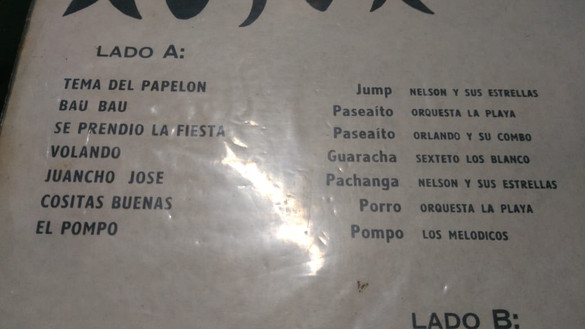 LADO A:
TEMA DEL PAPELON Jump NELSON Y SUS ESTRELLAS
BAU BAU Paseaíto ORQUESTA LA PLAYA
SE PRENDIO LA FIESTA Paseaíto ORLANDO Y SU COMBO
VOLANDO Guaracha SEXTETO LOS BLANCO
JUANCHO JOSE Pachanga NELSON Y SUS ESTRELLAS
COSITAS BUENAS Porro ORQUESTA LA PLAYA
EL POMPO Pompo LOS MELODICOS
LADO B: